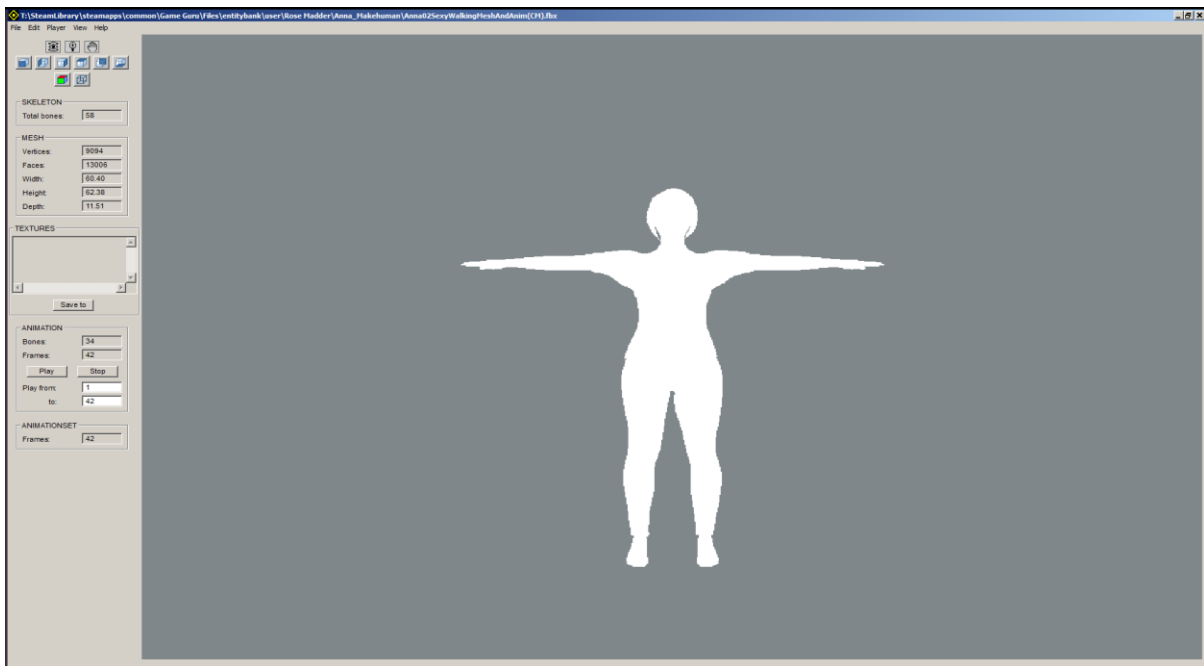 T:\SteamLibrary\steamapps\common\Game Guru\Files\entitybank\user\Rose Madder\Anna_Makehuman\Anna02SexyWalkingMeshAndAnim(CM).fbx
File Edit Player View Help
SKELETON
Total bones: 58
MESH
Vertices: 9094
Faces: 13006
Width: 60.40
Height: 62.38
Depth: 11.51
TEXTURES
Save to
ANIMATION
Bones: 34
Frames: 42
Play Stop
Play from: 1
to: 42
ANIMATIONSET
Frames: 42